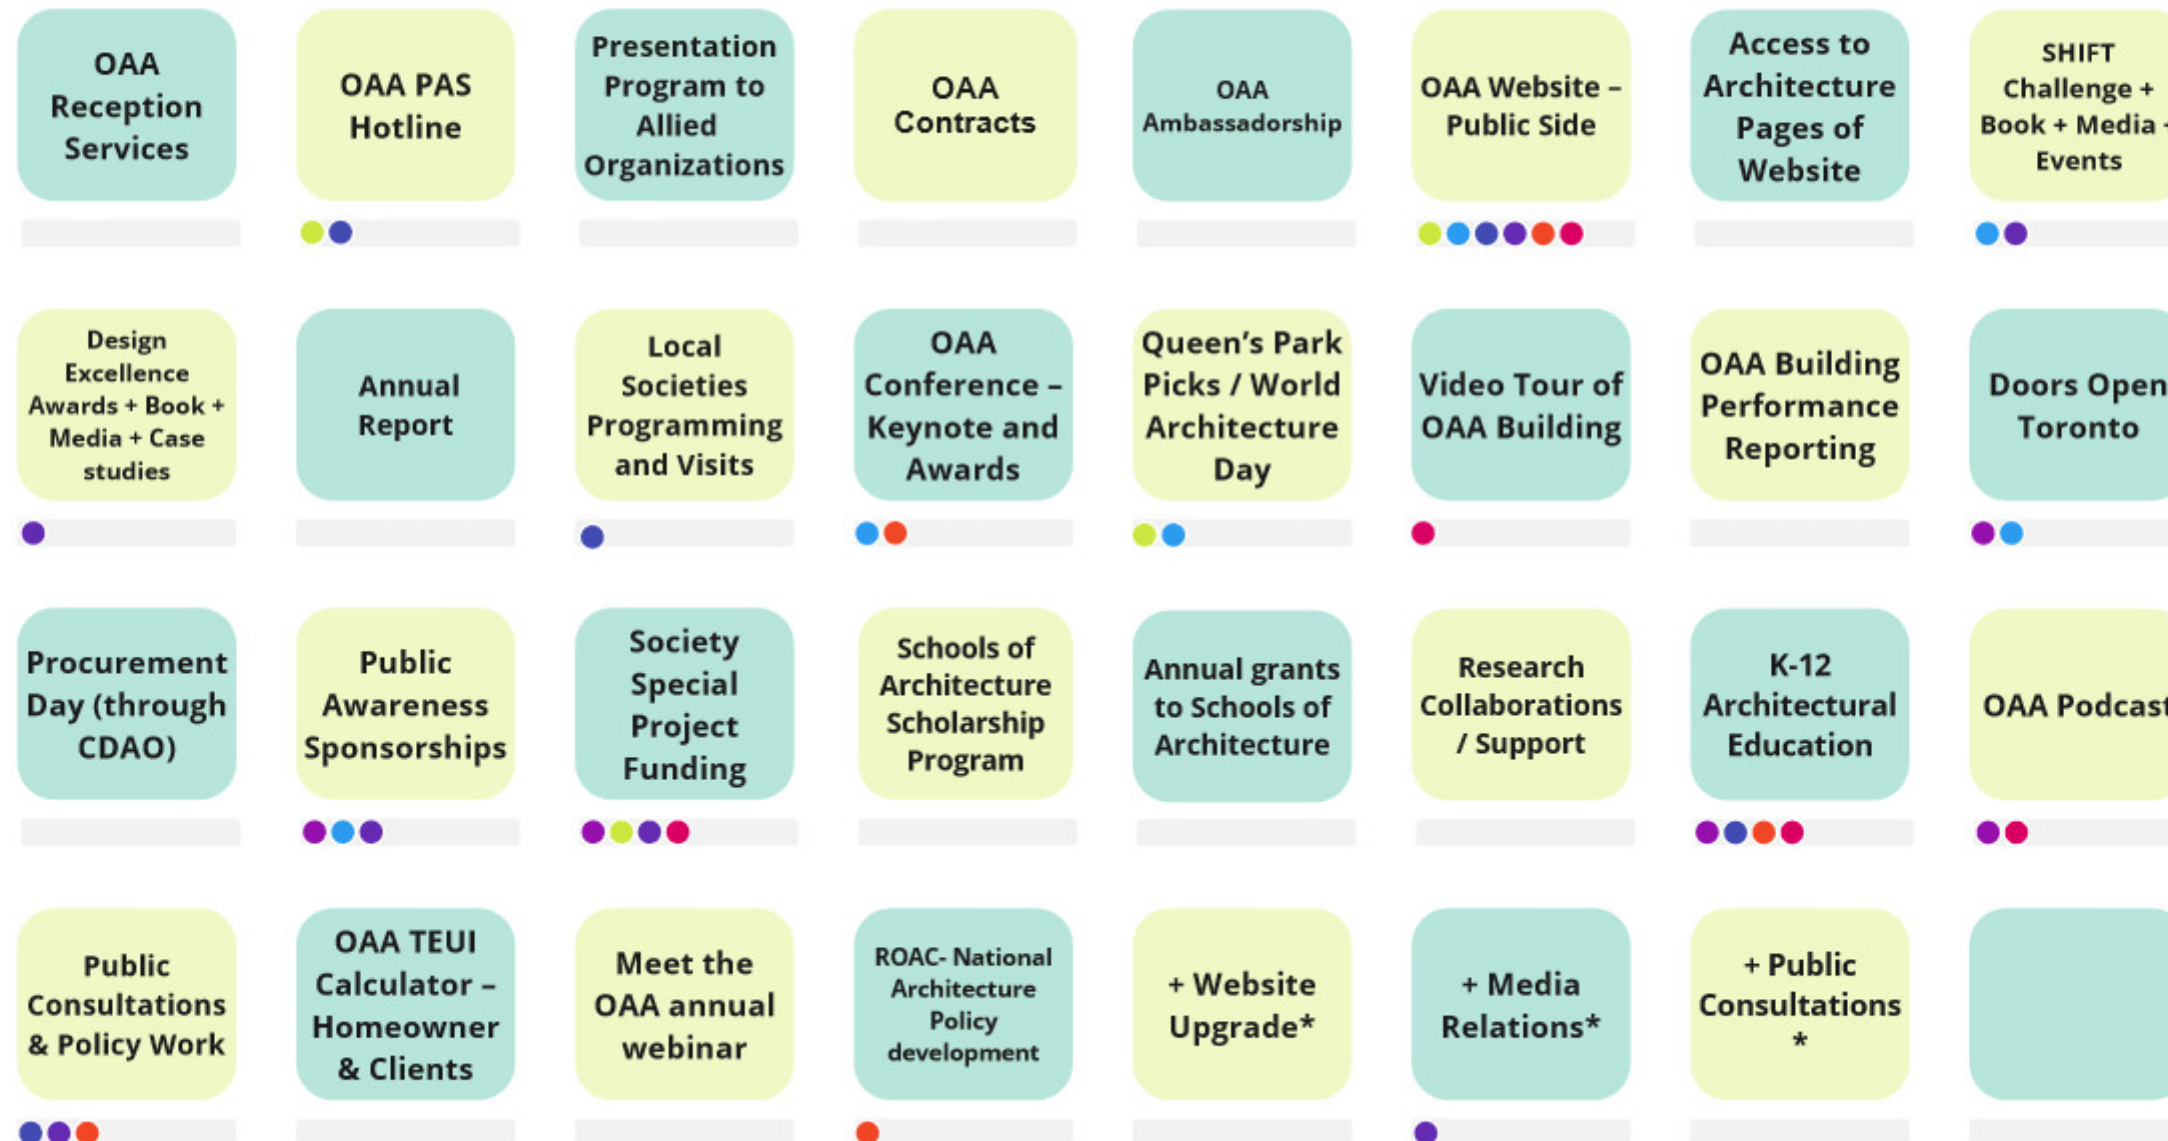 OAA
Reception
Services
OAA PAS
Hotline
Presentation
Program to
Allied
Organizations
OAA
Contracts
OAA
Ambassadorship
OAA Website –
Public Side
Access to
Architecture
Pages of
Website
SHIFT
Challenge +
Book + Media +
Events
Design
Excellence
Awards + Book +
Media + Case
studies
Annual
Report
Local
Societies
Programming
and Visits
OAA
Conference –
Keynote and
Awards
Queen’s Park
Picks / World
Architecture
Day
Video Tour of
OAA Building
OAA Building
Performance
Reporting
Doors Open
Toronto
Procurement
Day (through
CDAO)
Public
Awareness
Sponsorships
Society
Special
Project
Funding
Schools of
Architecture
Scholarship
Program
Annual grants
to Schools of
Architecture
Research
Collaborations
/ Support
K-12
Architectural
Education
OAA Podcast
Public
Consultations
& Policy Work
OAA TEUI
Calculator –
Homeowner
& Clients
Meet the
OAA annual
webinar
ROAC- National
Architecture
Policy
development
+ Website
Upgrade*
+ Media
Relations*
+ Public
Consultations
*